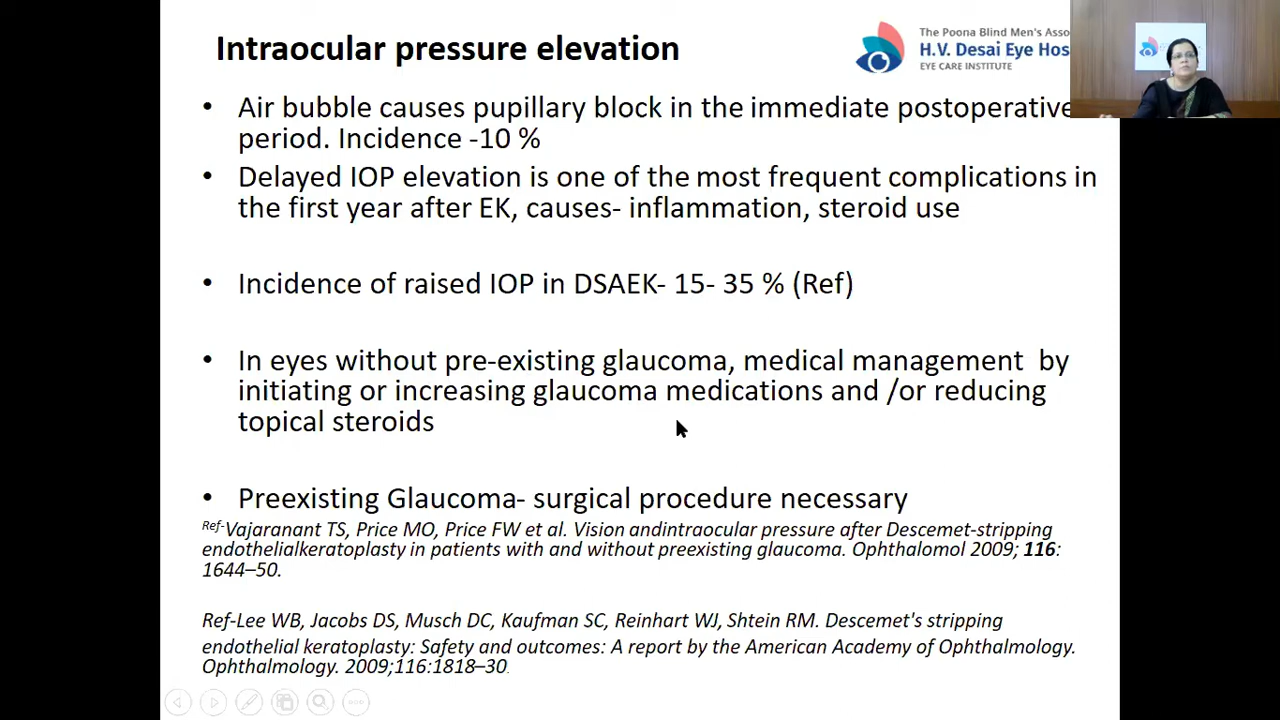 Intraocular pressure elevation
The Poona Blind Men's Asso
H.V. Desai Eye Hos
EYE CARE INSTITUTE
• Air bubble causes pupillary block in the immediate postoperative
period. Incidence -10 %
• Delayed IOP elevation is one of the most frequent complications in
the first year after EK, causes- inflammation, steroid use
• Incidence of raised IOP in DSAEK- 15- 35 % (Ref)
• In eyes without pre-existing glaucoma, medical management by
initiating or increasing glaucoma medications and /or reducing
topical steroids
• Preexisting Glaucoma- surgical procedure necessary
Ref-Vajaranant TS, Price MO, Price FW et al. Vision andintraocular pressure after Descemet-stripping
endothelialkeratoplasty in patients with and without preexisting glaucoma. Ophthalomol 2009; 116:
1644–50.
Ref-Lee WB, Jacobs DS, Musch DC, Kaufman SC, Reinhart WJ, Shtein RM. Descemet's stripping
endothelial keratoplasty: Safety and outcomes: A report by the American Academy of Ophthalmology.
Ophthalmology. 2009;116:1818–30.